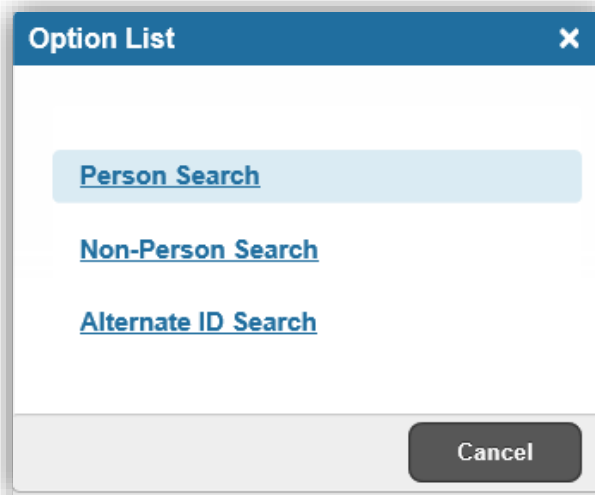 Option List
Person Search
Non-Person Search
Alternate ID Search
Cancel